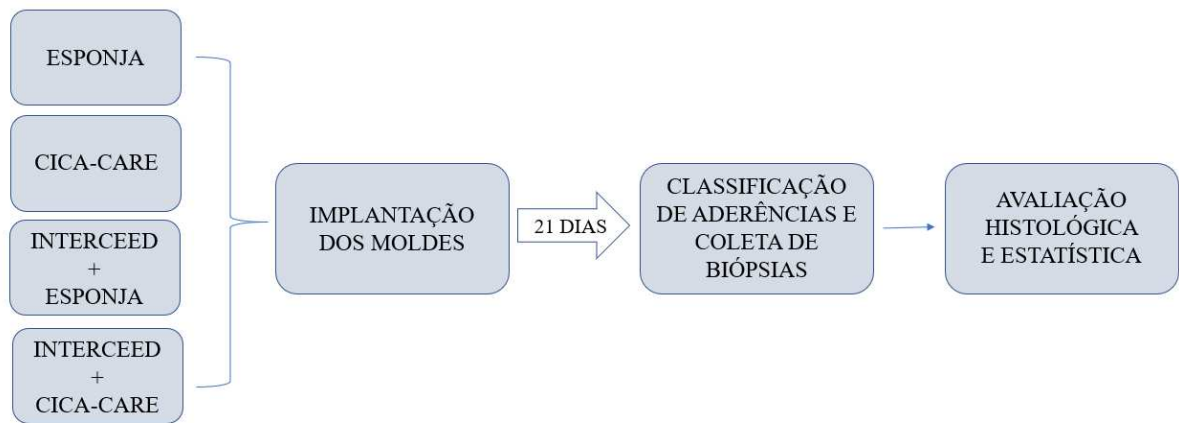 ESPONJA
CICA-CARE
INTERCEED
+
ESPONJA
INTERCEED
+
CICA-CARE
IMPLANTAÇÃO
DOS MOLDES
21 DIAS
CLASSIFICAÇÃO
DE ADERÊNCIAS E
COLETA DE
BIÓPSIAS
AVALIAÇÃO
HISTOLÓGICA
E ESTATÍSTICA